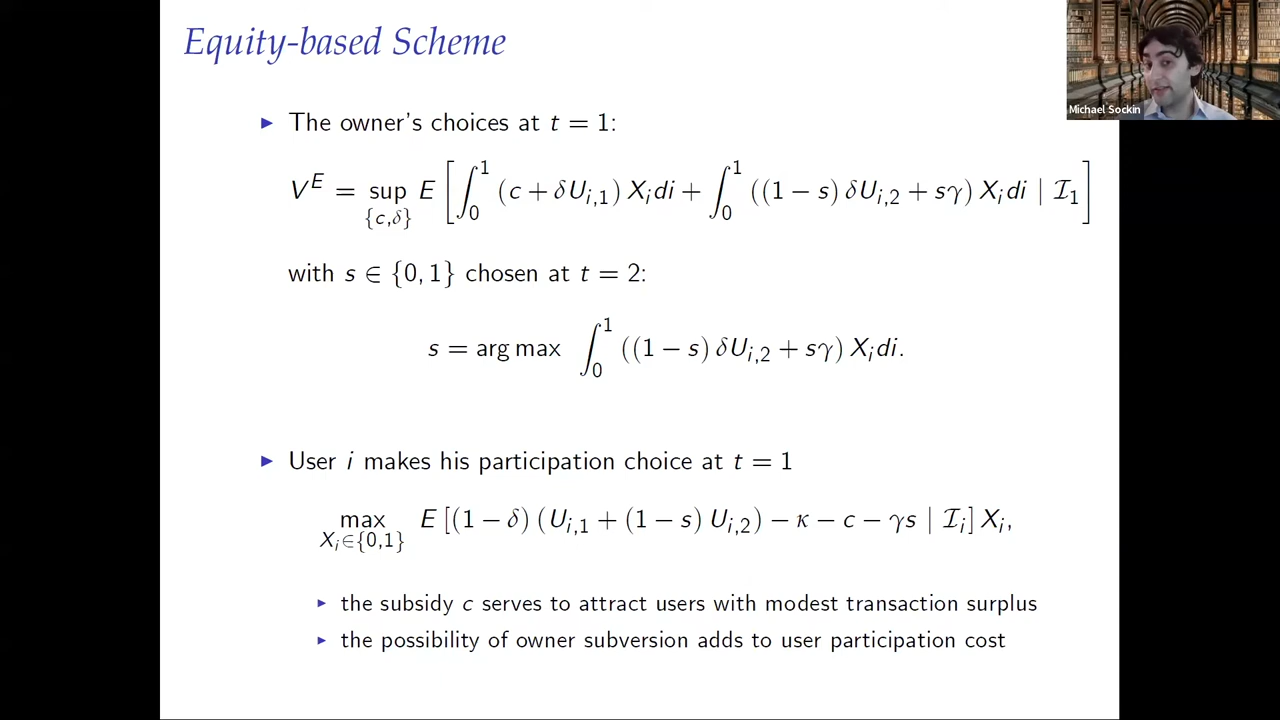 Equity-based Scheme
Michael Sockin
▶ The owner's choices at t = 1:
V^E = sup_{c,δ} E [ ∫_0^1 (c + δU_{i,1}) X_i di + ∫_0^1 ((1 − s) δU_{i,2} + sγ) X_i di | I_1 ]
with s ∈ {0, 1} chosen at t = 2:
s = arg max ∫_0^1 ((1 − s) δU_{i,2} + sγ) X_i di.
▶ User i makes his participation choice at t = 1
max_{X_i∈{0,1}} E [(1 − δ) (U_{i,1} + (1 − s) U_{i,2}) − κ − c − γs | I_i] X_i,
▶ the subsidy c serves to attract users with modest transaction surplus
▶ the possibility of owner subversion adds to user participation cost